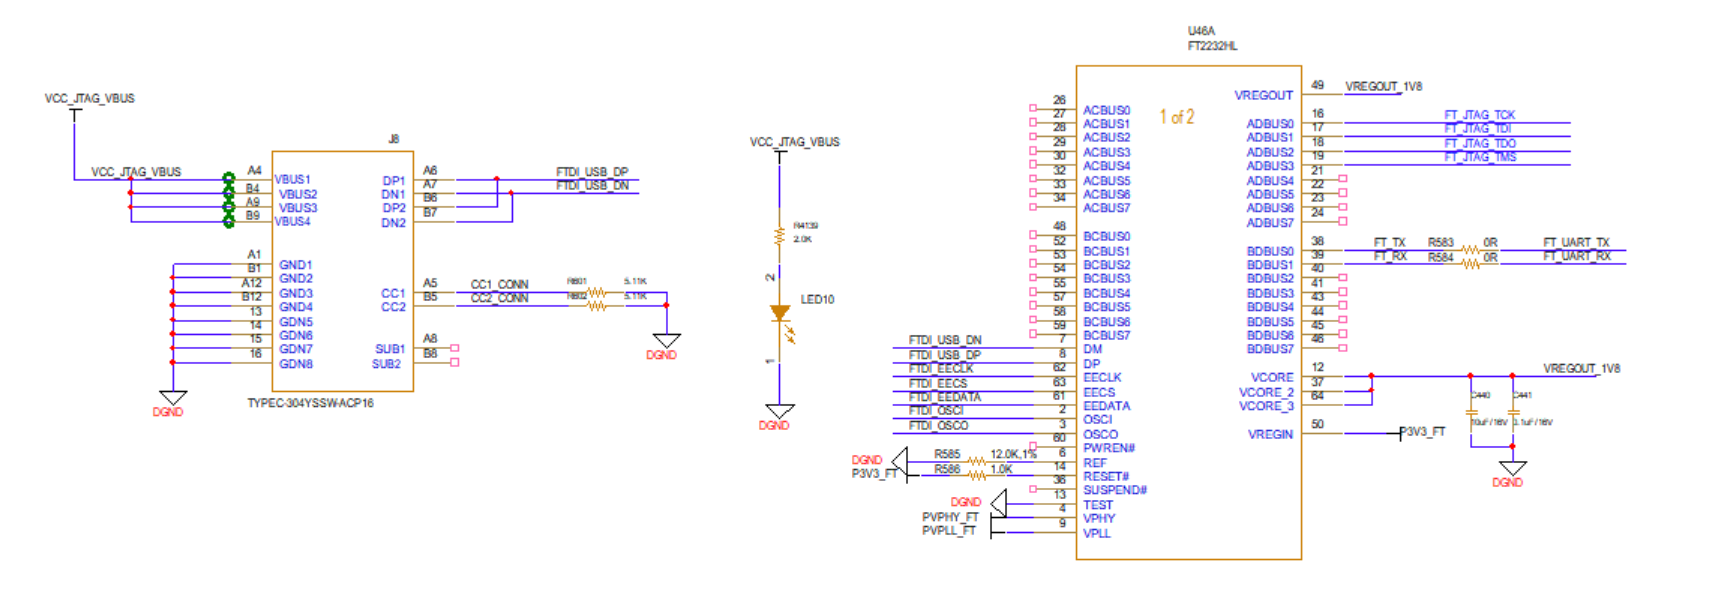 VCC_JTAG_VBUS
J8
VCC_JTAG_VBUS
A4 VBUS1
B4 VBUS2
A9 VBUS3
B9 VBUS4
A1 GND1
B1 GND2
A12 GND3
B12 GND4
13 GDN5
14 GDN6
15 GDN7
16 GDN8
DP1 A6 FTDI_USB_DP
DN1 A7 FTDI_USB_DN
DP2 B6
DN2 B7
CC1 A5 CC1_CONN R601 5.11K
CC2 B5 CC2_CONN R602 5.11K
SUB1 A8
SUB2 B8
DGND
DGND
TYPEC-304YSSW-ACP16
VCC_JTAG_VBUS
R4139
2.0K
2
LED10
1
DGND
U46A
FT2232HL
1 of 2
26 ACBUS0
27 ACBUS1
28 ACBUS2
29 ACBUS3
30 ACBUS4
32 ACBUS5
33 ACBUS6
34 ACBUS7
48 BCBUS0
52 BCBUS1
53 BCBUS2
54 BCBUS3
55 BCBUS4
57 BCBUS5
58 BCBUS6
59 BCBUS7
FTDI_USB_DN 7 DM
FTDI_USB_DP 8 DP
FTDI_EECLK 62 EECLK
FTDI_EECS 63 EECS
FTDI_EEDATA 61 EEDATA
FTDI_OSCI 2 OSCI
FTDI_OSCO 3 OSCO
60 PWREN#
DGND R585 12.0K,1% 6 REF
P3V3_FT R586 1.0K 14 RESET#
36 SUSPEND#
DGND 13 TEST
PVPHY_FT 4 VPHY
PVPLL_FT 9 VPLL
VREGOUT 49 VREGOUT_1V8
ADBUS0 16 FT_JTAG_TCK
ADBUS1 17 FT_JTAG_TDI
ADBUS2 18 FT_JTAG_TDO
ADBUS3 19 FT_JTAG_TMS
ADBUS4 21
ADBUS5 22
ADBUS6 23
ADBUS7 24
BDBUS0 38 FT_TX R583 0R FT_UART_TX
BDBUS1 39 FT_RX R584 0R FT_UART_RX
BDBUS2 40
BDBUS3 41
BDBUS4 43
BDBUS5 44
BDBUS6 45
BDBUS7 46
VCORE 12 VREGOUT_1V8
VCORE_2 37
VCORE_3 64
C440 C441
10uF/16V 0.1uF/16V
VREGIN 50 P3V3_FT
DGND